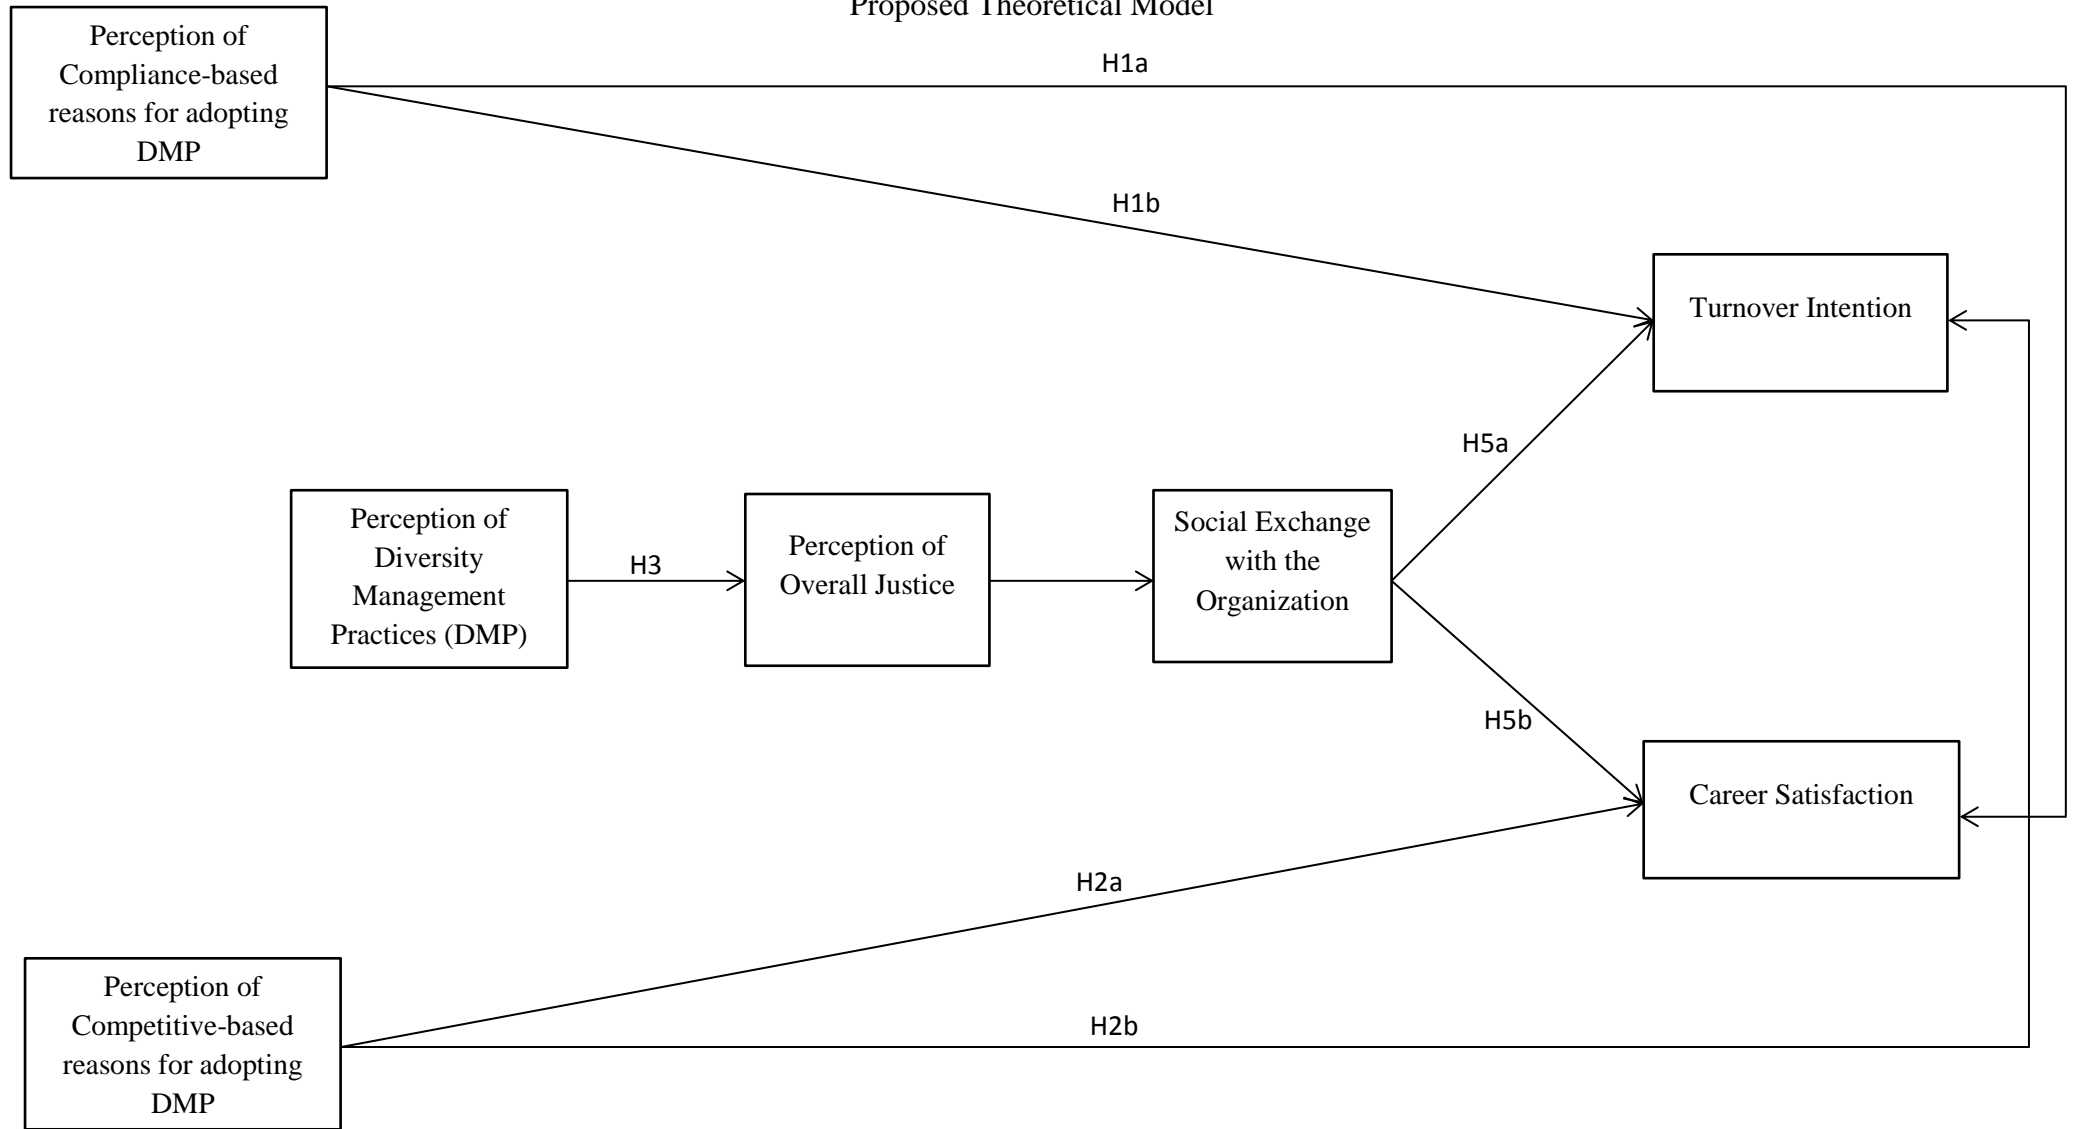 Proposed Theoretical Model
Perception of
Compliance-based
reasons for adopting
DMP
H1a
H1b
Turnover Intention
H5a
Perception of
Diversity
Management
Practices (DMP)
H3
Perception of
Overall Justice
Social Exchange
with the
Organization
H5b
Career Satisfaction
H2a
Perception of
Competitive-based
reasons for adopting
DMP
H2b